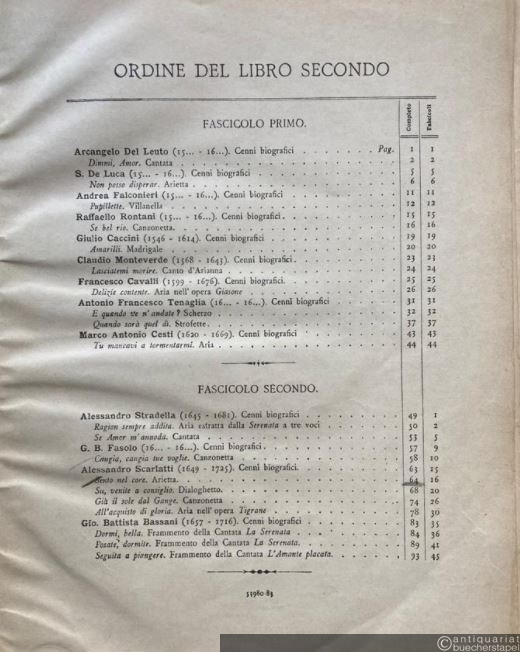 ORDINE DEL LIBRO SECONDO
Completo Fascicoli
FASCICOLO PRIMO.
Arcangelo Del Leuto (15... - 16...). Cenni biografici . . . . . . . Pag. 1 1
Dimmi, Amor. Cantata . . . . . . . 2 2
S. De Luca (15... - 16...). Cenni biografici . . . . . . . 5 5
Non posso disperar. Arietta . . . . . . . 6 6
Andrea Falconieri (15... - 16...). Cenni biografici . . . . . . . 11 11
Pupillette. Villanella . . . . . . . 12 12
Raffaello Rontani (15... - 16...). Cenni biografici . . . . . . . 15 15
Se bel rio. Canzonetta. . . . . . . . 16 16
Giulio Caccini (1546 - 1614). Cenni biografici . . . . . . . 19 19
Amarilli. Madrigale . . . . . . . 20 20
Claudio Monteverde (1568 - 1643). Cenni biografici . . . . . . . 23 23
Lasciatemi morire. Canto d'Arianna . . . . . . . 24 24
Francesco Cavalli (1599 - 1676). Cenni biografici. . . . . . . . 25 25
Delizie contente. Aria nell'opera Giasone . . . . . . . 26 26
Antonio Francesco Tenaglia (16... - 16...). Cenni biografici . . . . . . . 31 31
E quando ve n'andate? Scherzo . . . . . . . 32 32
Quando sarà quel dì. Strofette. . . . . . . . 37 37
Marco Antonio Cesti (1620 - 1669). Cenni biografici . . . . . . . 43 43
Tu mancavi a tormentarmi. Aria . . . . . . . 44 44
FASCICOLO SECONDO.
Alessandro Stradella (1645 - 1681). Cenni biografici . . . . . . . 49 1
Ragion sempre addita. Aria estratta dalla Serenata a tre voci . . . . . . . 50 2
Se Amor m'annoda. Cantata . . . . . . . 53 5
G. B. Fasolo (16... - 16...). Cenni biografici . . . . . . . 57 9
Cangia, cangia tue voglie. Canzonetta . . . . . . . 58 10
Alessandro Scarlatti (1649 - 1725). Cenni biografici. . . . . . . . 63 15
Sento nel core. Arietta. . . . . . . . 64 16
Su, venite a consiglio. Dialoghetto. . . . . . . . 68 20
Già il sole dal Gange. Canzonetta . . . . . . . 74 26
All'acquisto di gloria. Aria nell'opera Tigrane . . . . . . . 78 30
Gio. Battista Bassani (1657 - 1716). Cenni biografici . . . . . . . 83 35
Dormi, bella. Frammento della Cantata La Serenata . . . . . . . 84 36
Posate, dormite. Frammento della Cantata La Serenata. . . . . . . . 89 41
Seguita a piangere. Frammento della Cantata L'Amante placata. . . . . . . 93 45
53980-83
© antiquariat
buecherstapel